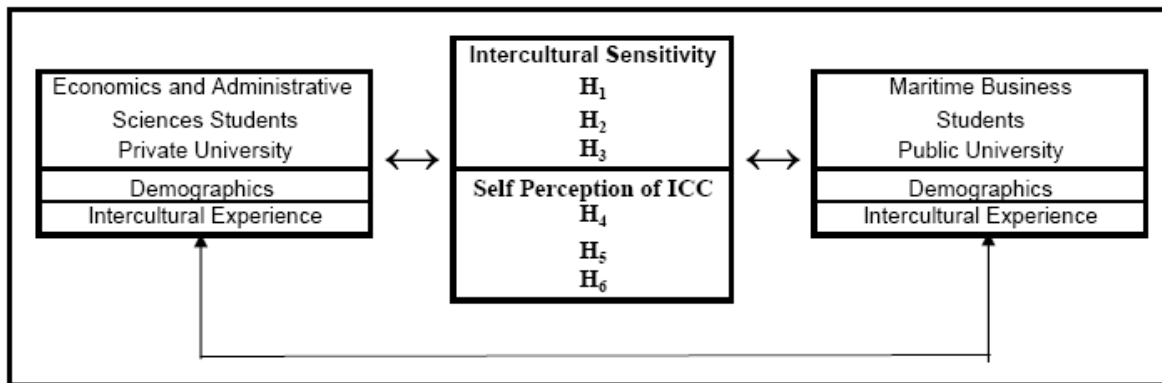 Economics and Administrative
Sciences Students
Private University
Demographics
Intercultural Experience
Intercultural Sensitivity
H₁
H₂
H₃
Self Perception of ICC
H₄
H₅
H₆
Maritime Business
Students
Public University
Demographics
Intercultural Experience